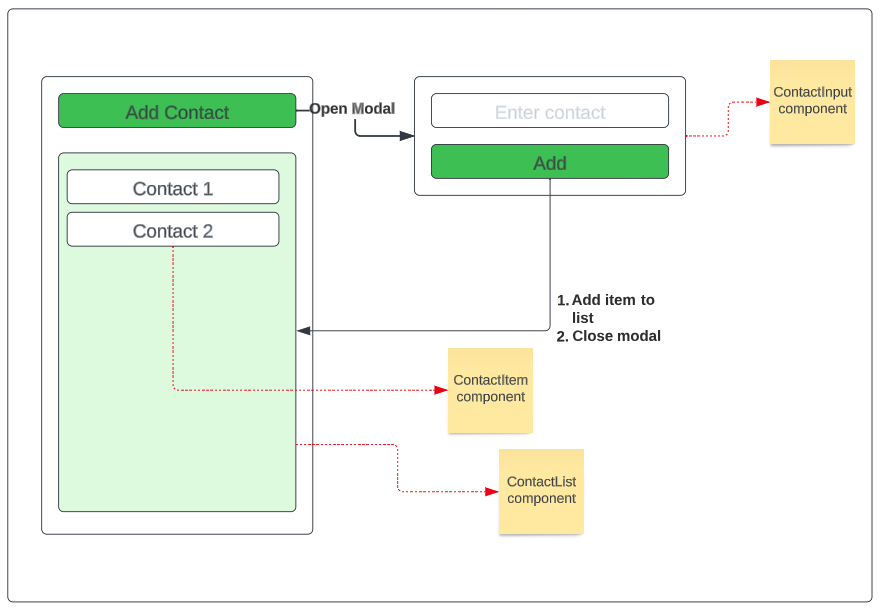 Add Contact
Open Modal
Enter contact
Add
ContactInput
component
Contact 1
Contact 2
1. Add item to
list
2. Close modal
ContactItem
component
ContactList
component